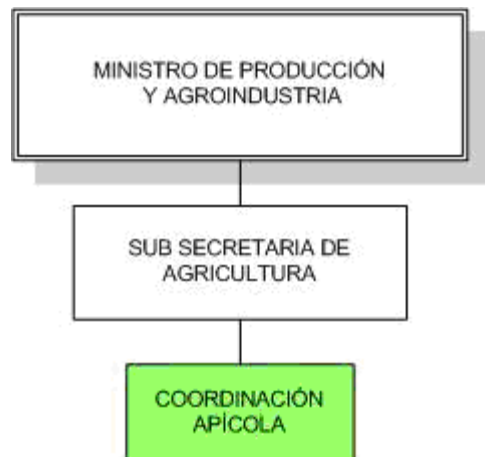 MINISTRO DE PRODUCCIÓN
Y AGROINDUSTRIA
SUB SECRETARIA DE
AGRICULTURA
COORDINACIÓN
APÍCOLA